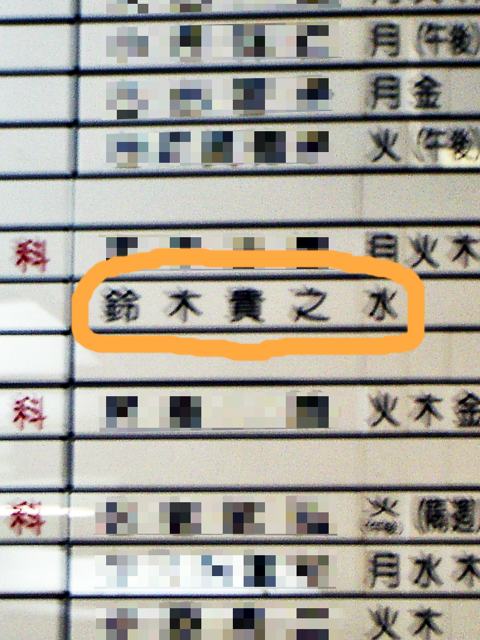 月(午後)
月金
火(午後)
科 月火木
鈴木貴之 水
科 火木金
科 火(隔週)
月水木
火木